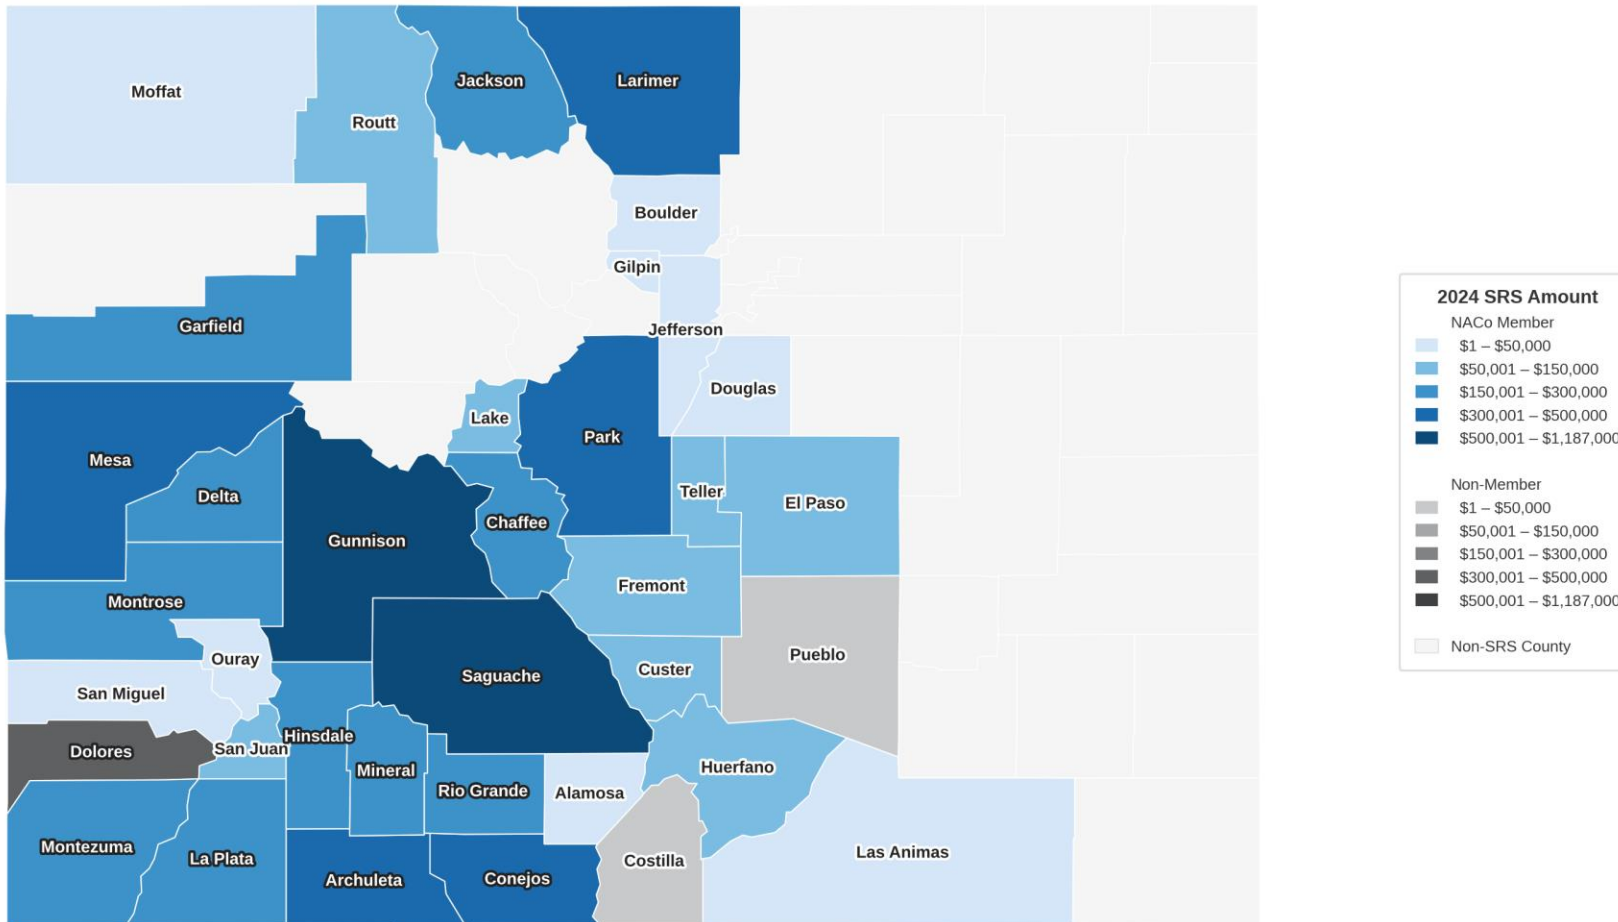 Moffat
Routt
Jackson
Larimer
Boulder
Gilpin
Garfield
Jefferson
Douglas
Lake
Park
Mesa
Delta
Gunnison
Chaffee
Teller
El Paso
Montrose
Fremont
Ouray
San Miguel
Saguache
Custer
Pueblo
Dolores
San Juan
Hinsdale
Mineral
Rio Grande
Alamosa
Huerfano
Montezuma
La Plata
Archuleta
Conejos
Costilla
Las Animas
2024 SRS Amount
NACo Member
$1 – $50,000
$50,001 – $150,000
$150,001 – $300,000
$300,001 – $500,000
$500,001 – $1,187,000
Non-Member
$1 – $50,000
$50,001 – $150,000
$150,001 – $300,000
$300,001 – $500,000
$500,001 – $1,187,000
Non-SRS County